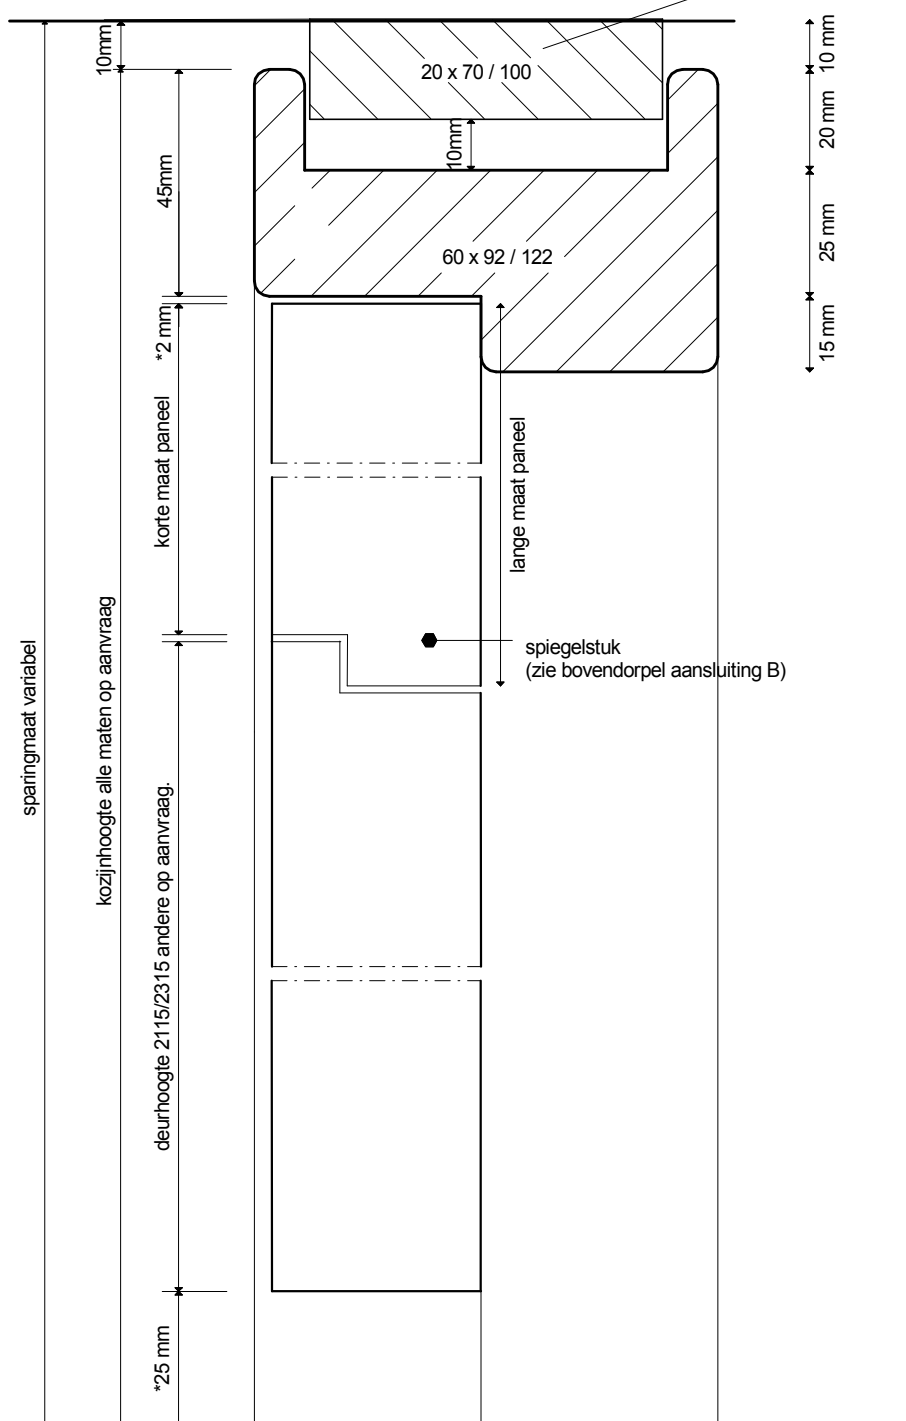 10mm
20 x 70 / 100
10 mm
10mm
20 mm
45mm
60 x 92 / 122
25 mm
*2 mm
15 mm
korte maat paneel
lange maat paneel
spiegelstuk
(zie bovendorpel aansluiting B)
sparingmaat variabel
kozijnhoogte alle maten op aanvraag
deurhoogte 2115/2315 andere op aanvraag.
*25 mm